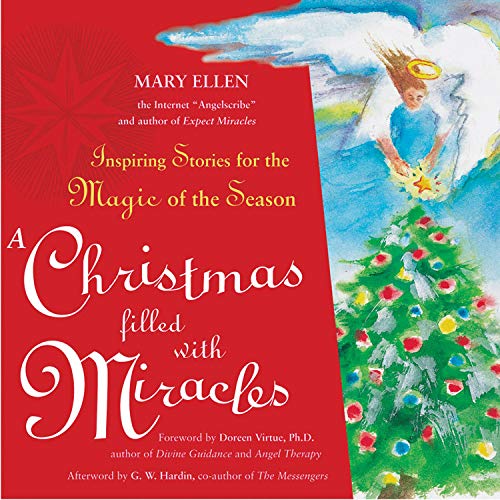 MARY ELLEN
the Internet “Angelscribe”
and author of Expect Miracles
Inspiring Stories for the
Magic of the Season
A Christmas
filled with
Miracles
Foreword by Doreen Virtue, Ph.D.
author of Divine Guidance and Angel Therapy
Afterword by G. W. Hardin, co-author of The Messengers